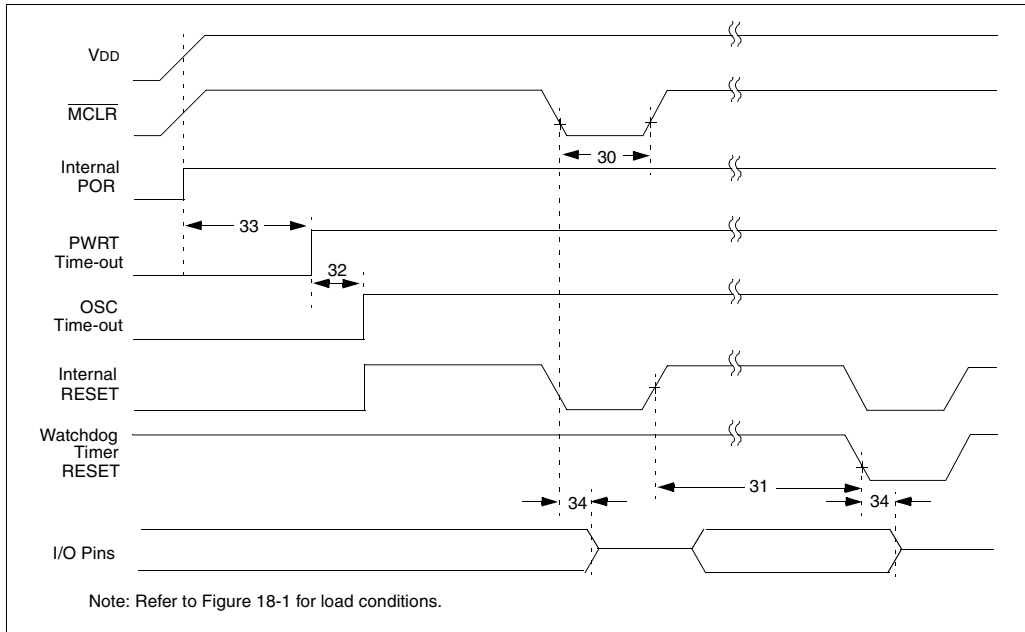 VDD
MCLR
30
Internal
POR
33
PWRT
Time-out
32
OSC
Time-out
Internal
RESET
Watchdog
Timer
RESET
31
34
34
I/O Pins
Note: Refer to Figure 18-1 for load conditions.